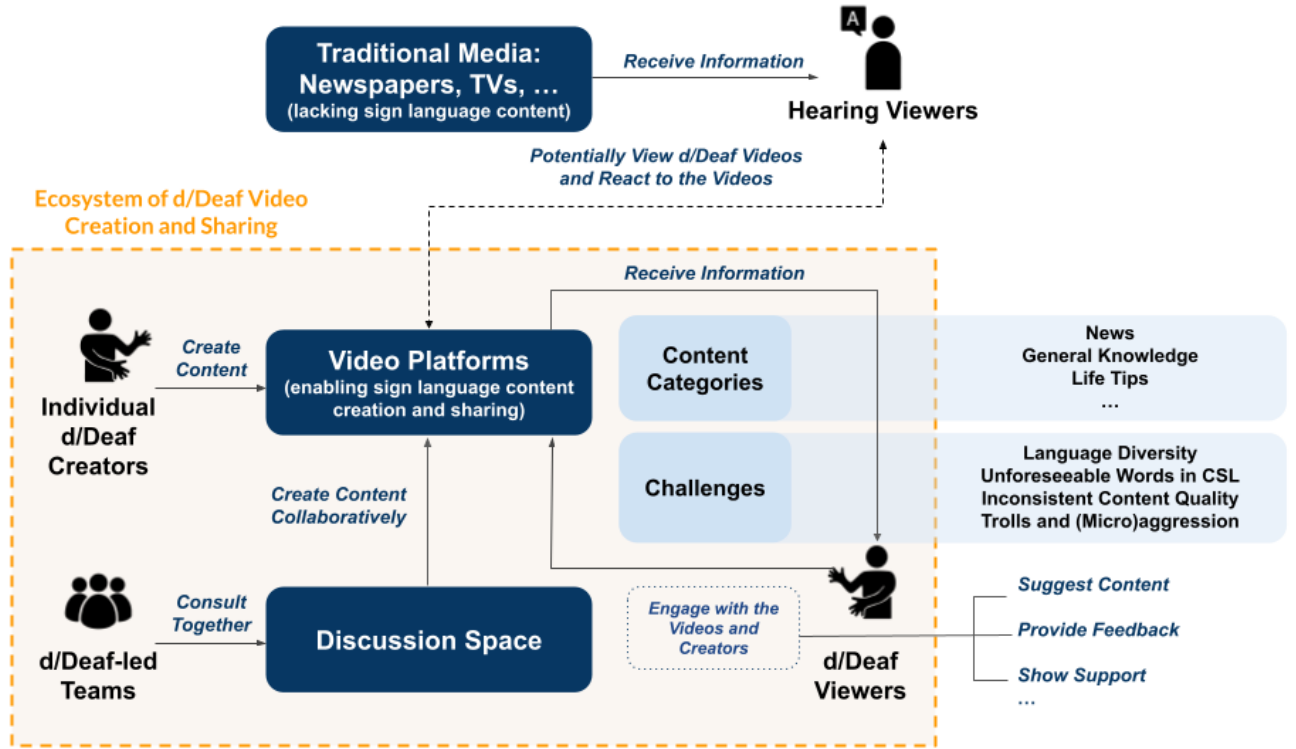 Traditional Media:
Newspapers, TVs, …
(lacking sign language content)
Receive Information
A
Hearing Viewers
Potentially View d/Deaf Videos
and React to the Videos
Ecosystem of d/Deaf Video
Creation and Sharing
Receive Information
Individual
d/Deaf
Creators
Create
Content
Video Platforms
(enabling sign language content
creation and sharing)
Content
Categories
News
General Knowledge
Life Tips
…
Challenges
Language Diversity
Unforeseeable Words in CSL
Inconsistent Content Quality
Trolls and (Micro)aggression
Create Content
Collaboratively
d/Deaf-led
Teams
Consult
Together
Discussion Space
Engage with the
Videos and
Creators
d/Deaf
Viewers
Suggest Content
Provide Feedback
Show Support
…